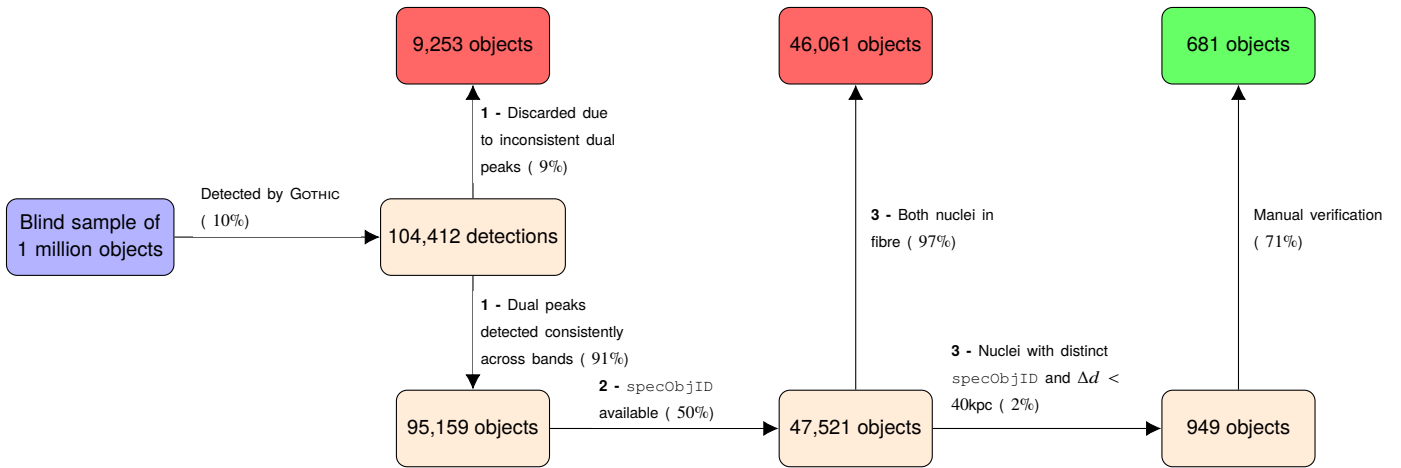 9,253 objects
46,061 objects
681 objects
1 - Discarded due
to inconsistent dual
peaks ( 9%)
Detected by GOTHIC
( 10%)
Blind sample of
1 million objects
104,412 detections
3 - Both nuclei in
fibre ( 97%)
Manual verification
( 71%)
1 - Dual peaks
detected consistently
across bands ( 91%)
2 - specObjID
available ( 50%)
3 - Nuclei with distinct
specObjID and Δd <
40kpc ( 2%)
95,159 objects
47,521 objects
949 objects